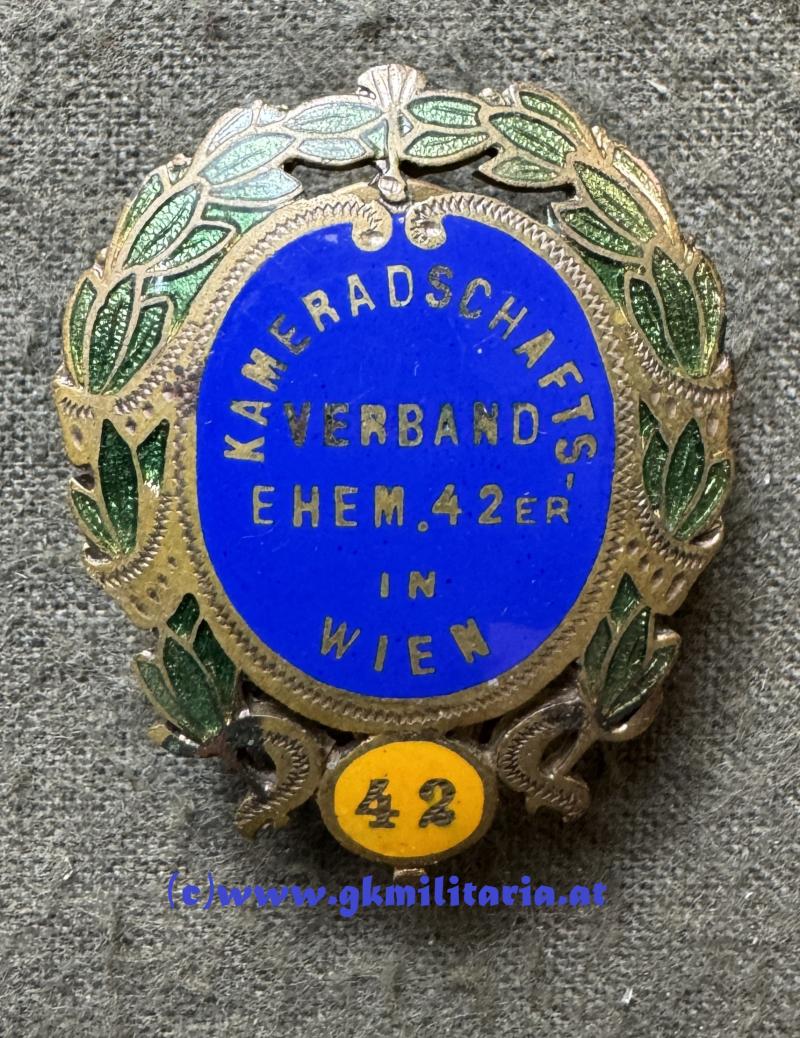 KAMERADSCHAFTS-
VERBAND
EHEM. 42ER
IN
WIEN
42
(c)www.gkmilitaria.at